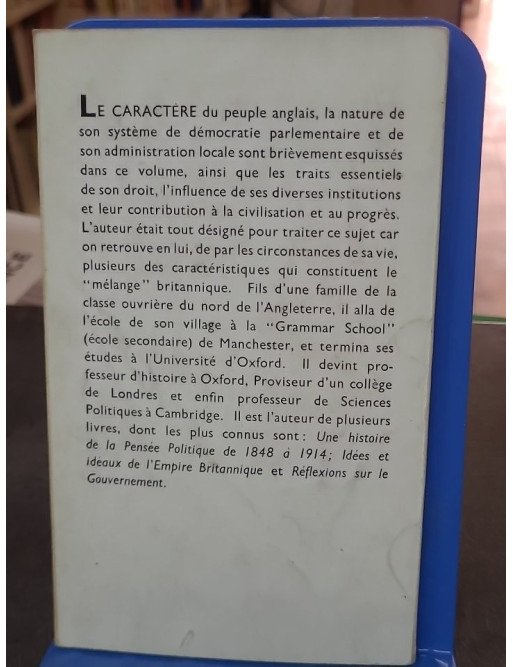 LE CARACTÈRE du peuple anglais, la nature de
son système de démocratie parlementaire et de
son administration locale sont brièvement esquissés
dans ce volume, ainsi que les traits essentiels
de son droit, l'influence de ses diverses institutions
et leur contribution à la civilisation et au progrès.
L'auteur était tout désigné pour traiter ce sujet car
on retrouve en lui, de par les circonstances de sa vie,
plusieurs des caractéristiques qui constituent le
"mélange" britannique. Fils d'une famille de la
classe ouvrière du nord de l'Angleterre, il alla de
l'école de son village à la "Grammar School"
(école secondaire) de Manchester, et termina ses
études à l'Université d'Oxford. Il devint pro-
fesseur d'histoire à Oxford, Proviseur d'un collège
de Londres et enfin professeur de Sciences
Politiques à Cambridge. Il est l'auteur de plusieurs
livres, dont les plus connus sont: Une histoire
de la Pensée Politique de 1848 à 1914; Idées et
ideaux de l'Empire Britannique et Réflexions sur le
Gouvernement.